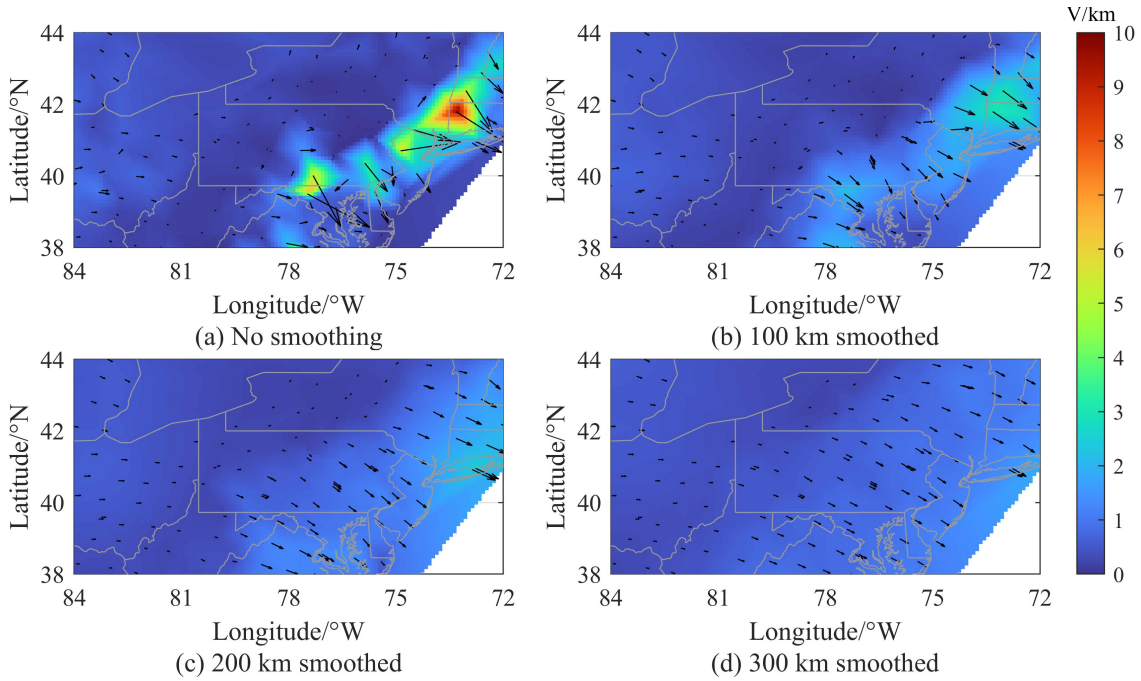 V/km
44 44 10
9
42 42 8
7
40 40 6
38 38
84 81 78 75 72 84 81 78 75 72
Latitude/°N Latitude/°N
Longitude/°W Longitude/°W
(a) No smoothing (b) 100 km smoothed
5
44 44 4
3
42 42
2
40 40 1
38 38 0
84 81 78 75 72 84 81 78 75 72
Latitude/°N Latitude/°N
Longitude/°W Longitude/°W
(c) 200 km smoothed (d) 300 km smoothed